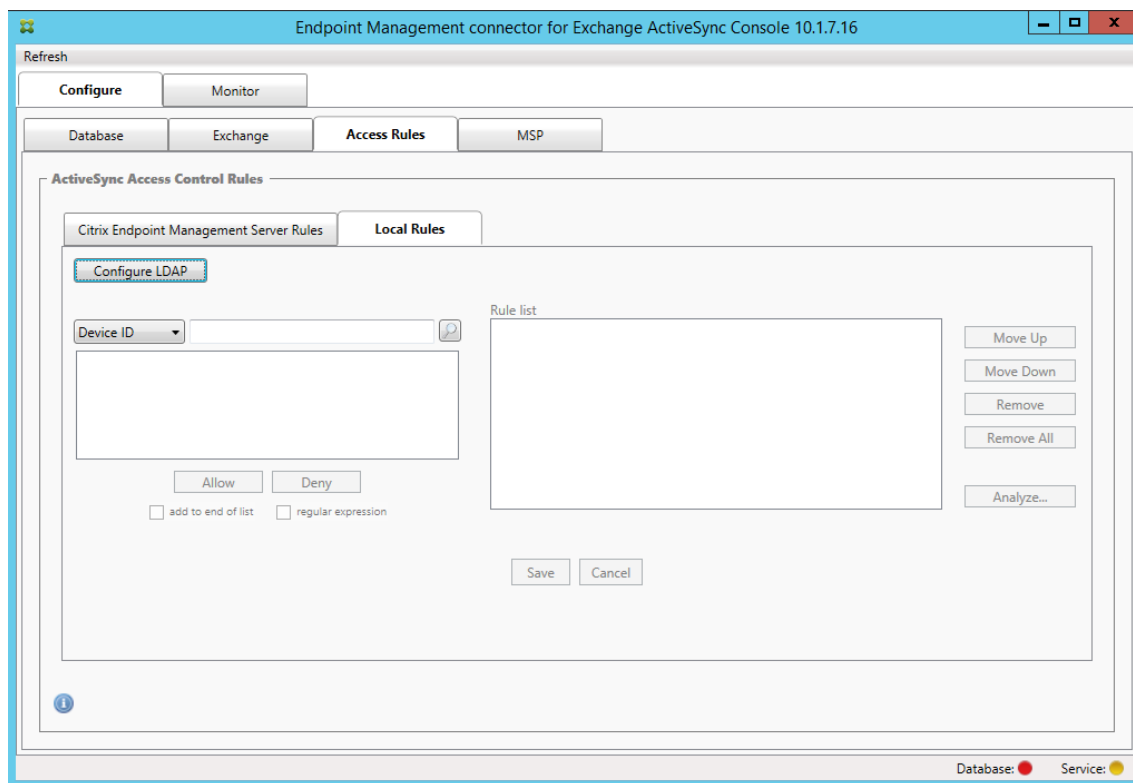 Endpoint Management connector for Exchange ActiveSync Console 10.1.7.16
Refresh
Configure
Monitor
Database
Exchange
Access Rules
MSP
ActiveSync Access Control Rules
Citrix Endpoint Management Server Rules
Local Rules
Configure LDAP
Rule list
Device ID
Move Up
Move Down
Remove
Remove All
Allow
Deny
Analyze...
add to end of list
regular expression
Save
Cancel
Database:
Service: